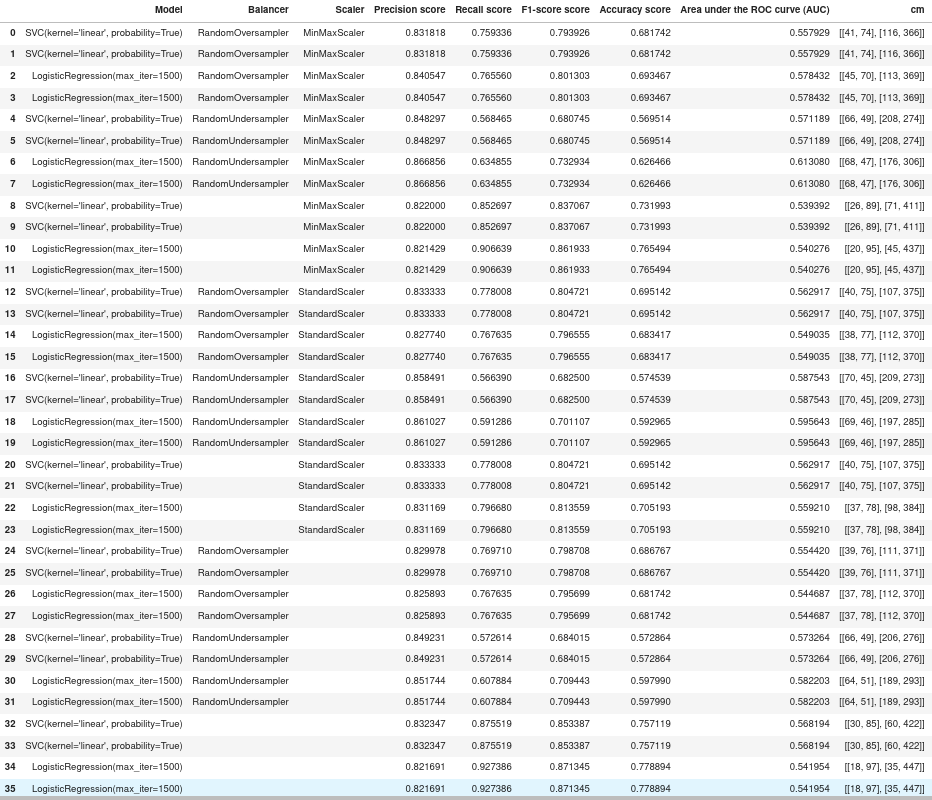 Model Balancer Scaler Precision score Recall score F1-score score Accuracy score Area under the ROC curve (AUC) cm
0 SVC(kernel='linear', probability=True) RandomOversampler MinMaxScaler 0.831818 0.759336 0.793926 0.681742 0.557929 [[41, 74], [116, 366]]
1 SVC(kernel='linear', probability=True) RandomOversampler MinMaxScaler 0.831818 0.759336 0.793926 0.681742 0.557929 [[41, 74], [116, 366]]
2 LogisticRegression(max_iter=1500) RandomOversampler MinMaxScaler 0.840547 0.765560 0.801303 0.693467 0.578432 [[45, 70], [113, 369]]
3 LogisticRegression(max_iter=1500) RandomOversampler MinMaxScaler 0.840547 0.765560 0.801303 0.693467 0.578432 [[45, 70], [113, 369]]
4 SVC(kernel='linear', probability=True) RandomUndersampler MinMaxScaler 0.848297 0.568465 0.680745 0.569514 0.571189 [[66, 49], [208, 274]]
5 SVC(kernel='linear', probability=True) RandomUndersampler MinMaxScaler 0.848297 0.568465 0.680745 0.569514 0.571189 [[66, 49], [208, 274]]
6 LogisticRegression(max_iter=1500) RandomUndersampler MinMaxScaler 0.866856 0.634855 0.732934 0.626466 0.613080 [[68, 47], [176, 306]]
7 LogisticRegression(max_iter=1500) RandomUndersampler MinMaxScaler 0.866856 0.634855 0.732934 0.626466 0.613080 [[68, 47], [176, 306]]
8 SVC(kernel='linear', probability=True) MinMaxScaler 0.822000 0.852697 0.837067 0.731993 0.539392 [[26, 89], [71, 411]]
9 SVC(kernel='linear', probability=True) MinMaxScaler 0.822000 0.852697 0.837067 0.731993 0.539392 [[26, 89], [71, 411]]
10 LogisticRegression(max_iter=1500) MinMaxScaler 0.821429 0.906639 0.861933 0.765494 0.540276 [[20, 95], [45, 437]]
11 LogisticRegression(max_iter=1500) MinMaxScaler 0.821429 0.906639 0.861933 0.765494 0.540276 [[20, 95], [45, 437]]
12 SVC(kernel='linear', probability=True) RandomOversampler StandardScaler 0.833333 0.778008 0.804721 0.695142 0.562917 [[40, 75], [107, 375]]
13 SVC(kernel='linear', probability=True) RandomOversampler StandardScaler 0.833333 0.778008 0.804721 0.695142 0.562917 [[40, 75], [107, 375]]
14 LogisticRegression(max_iter=1500) RandomOversampler StandardScaler 0.827740 0.767635 0.796555 0.683417 0.549035 [[38, 77], [112, 370]]
15 LogisticRegression(max_iter=1500) RandomOversampler StandardScaler 0.827740 0.767635 0.796555 0.683417 0.549035 [[38, 77], [112, 370]]
16 SVC(kernel='linear', probability=True) RandomUndersampler StandardScaler 0.858491 0.566390 0.682500 0.574539 0.587543 [[70, 45], [209, 273]]
17 SVC(kernel='linear', probability=True) RandomUndersampler StandardScaler 0.858491 0.566390 0.682500 0.574539 0.587543 [[70, 45], [209, 273]]
18 LogisticRegression(max_iter=1500) RandomUndersampler StandardScaler 0.861027 0.591286 0.701107 0.592965 0.595643 [[69, 46], [197, 285]]
19 LogisticRegression(max_iter=1500) RandomUndersampler StandardScaler 0.861027 0.591286 0.701107 0.592965 0.595643 [[69, 46], [197, 285]]
20 SVC(kernel='linear', probability=True) StandardScaler 0.833333 0.778008 0.804721 0.695142 0.562917 [[40, 75], [107, 375]]
21 SVC(kernel='linear', probability=True) StandardScaler 0.833333 0.778008 0.804721 0.695142 0.562917 [[40, 75], [107, 375]]
22 LogisticRegression(max_iter=1500) StandardScaler 0.831169 0.796680 0.813559 0.705193 0.559210 [[37, 78], [98, 384]]
23 LogisticRegression(max_iter=1500) StandardScaler 0.831169 0.796680 0.813559 0.705193 0.559210 [[37, 78], [98, 384]]
24 SVC(kernel='linear', probability=True) RandomOversampler 0.829978 0.769710 0.798708 0.686767 0.554420 [[39, 76], [111, 371]]
25 SVC(kernel='linear', probability=True) RandomOversampler 0.829978 0.769710 0.798708 0.686767 0.554420 [[39, 76], [111, 371]]
26 LogisticRegression(max_iter=1500) RandomOversampler 0.825893 0.767635 0.795699 0.681742 0.544687 [[37, 78], [112, 370]]
27 LogisticRegression(max_iter=1500) RandomOversampler 0.825893 0.767635 0.795699 0.681742 0.544687 [[37, 78], [112, 370]]
28 SVC(kernel='linear', probability=True) RandomUndersampler 0.849231 0.572614 0.684015 0.572864 0.573264 [[66, 49], [206, 276]]
29 SVC(kernel='linear', probability=True) RandomUndersampler 0.849231 0.572614 0.684015 0.572864 0.573264 [[66, 49], [206, 276]]
30 LogisticRegression(max_iter=1500) RandomUndersampler 0.851744 0.607884 0.709443 0.597990 0.582203 [[64, 51], [189, 293]]
31 LogisticRegression(max_iter=1500) RandomUndersampler 0.851744 0.607884 0.709443 0.597990 0.582203 [[64, 51], [189, 293]]
32 SVC(kernel='linear', probability=True) 0.832347 0.875519 0.853387 0.757119 0.568194 [[30, 85], [60, 422]]
33 SVC(kernel='linear', probability=True) 0.832347 0.875519 0.853387 0.757119 0.568194 [[30, 85], [60, 422]]
34 LogisticRegression(max_iter=1500) 0.821691 0.927386 0.871345 0.778894 0.541954 [[18, 97], [35, 447]]
35 LogisticRegression(max_iter=1500) 0.821691 0.927386 0.871345 0.778894 0.541954 [[18, 97], [35, 447]]